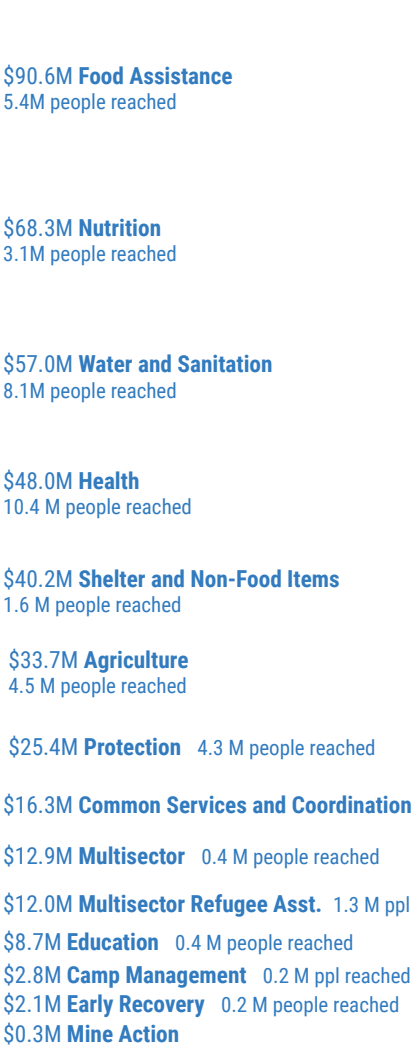 $90.6M Food Assistance
5.4M people reached
$68.3M Nutrition
3.1M people reached
$57.0M Water and Sanitation
8.1M people reached
$48.0M Health
10.4 M people reached
$40.2M Shelter and Non-Food Items
1.6 M people reached
$33.7M Agriculture
4.5 M people reached
$25.4M Protection 4.3 M people reached
$16.3M Common Services and Coordination
$12.9M Multisector 0.4 M people reached
$12.0M Multisector Refugee Asst. 1.3 M ppl
$8.7M Education 0.4 M people reached
$2.8M Camp Management 0.2 M ppl reached
$2.1M Early Recovery 0.2 M people reached
$0.3M Mine Action